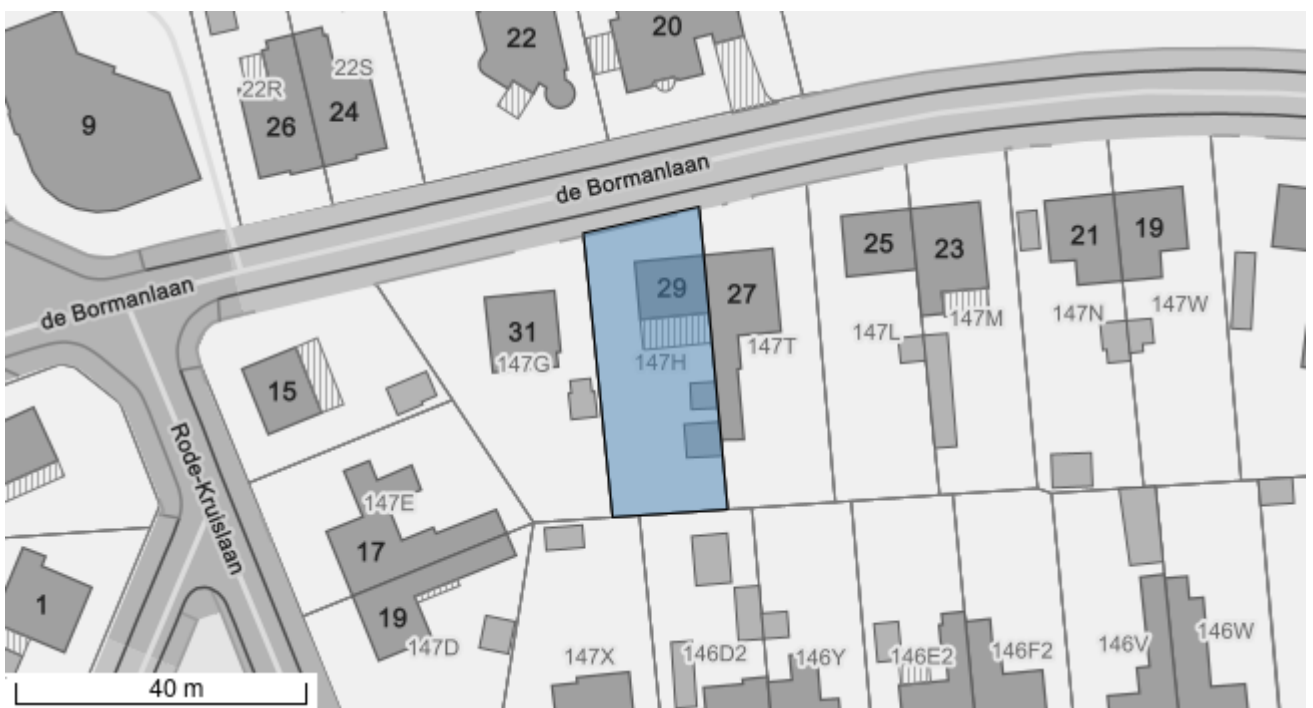 20
22
22S
22R
9
24
26
de Bormanlaan
25
23
21
19
27
29
31
de Bormanlaan
147N
147W
147M
147L
147T
147H
147G
15
Rode-Kruislaan
147E
17
1
19
147D
147X
146D2
146Y
146E2
146F2
146V
146W
40 m